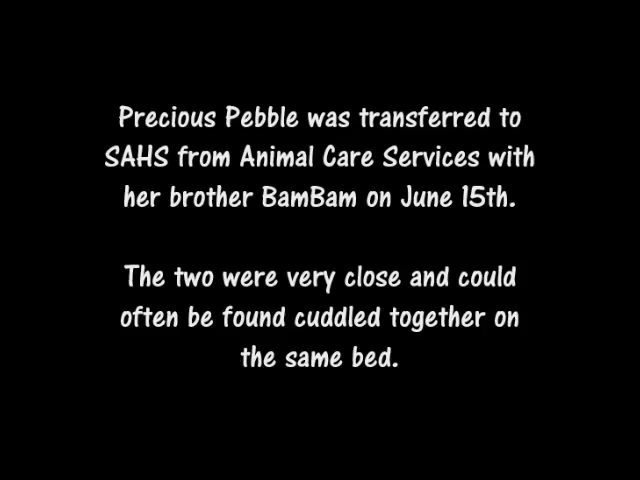 Precious Pebble was transferred to
SAHS from Animal Care Services with
her brother BamBam on June 15th.
The two were very close and could
often be found cuddled together on
the same bed.